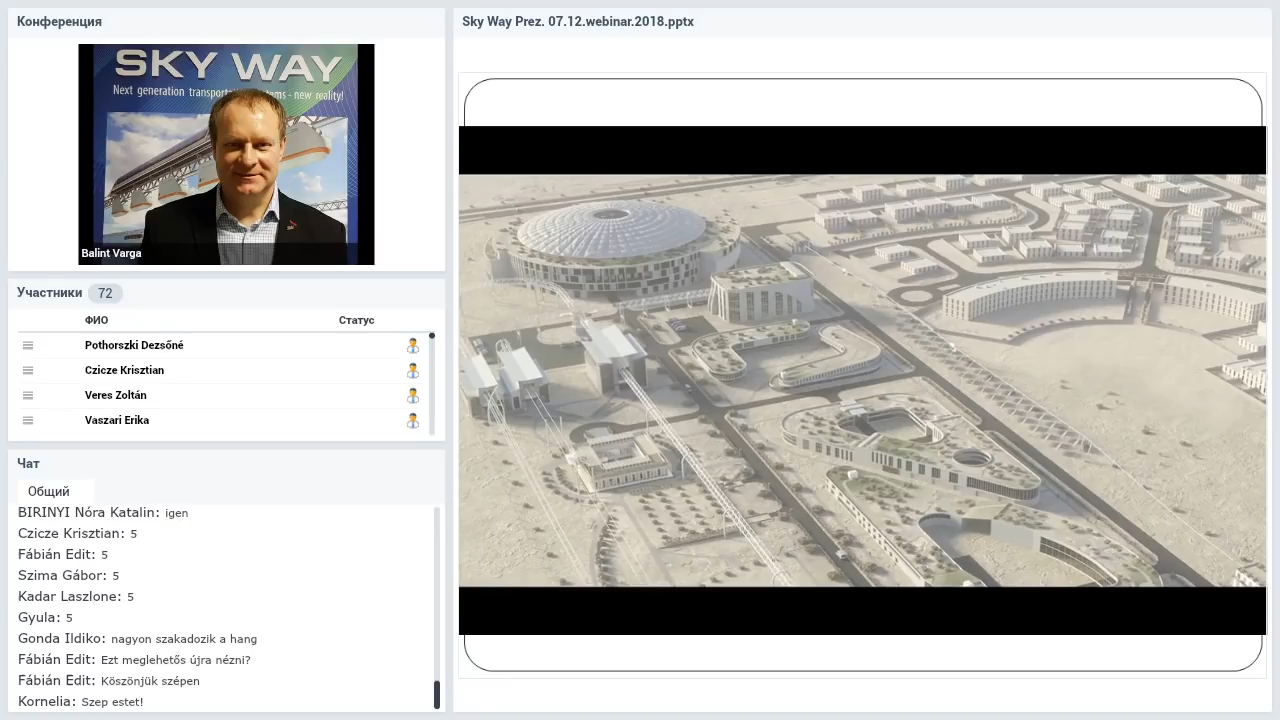 Конференция
SKY WAY
Next generation transportation systems - new reality!
Balint Varga
Участники 72
ФИО Статус
Pothorszki Dezsőné
Czicze Krisztian
Veres Zoltán
Vaszari Erika
Чат
Общий
BIRINYI Nóra Katalin: igen
Czicze Krisztian: 5
Fábián Edit: 5
Szima Gábor: 5
Kadar Laszlone: 5
Gyula: 5
Gonda Ildiko: nagyon szakadozik a hang
Fábián Edit: Ezt meglehetős újra nézni?
Fábián Edit: Köszönjük szépen
Kornelia: Szep estet!
Sky Way Prez. 07.12.webinar.2018.pptx